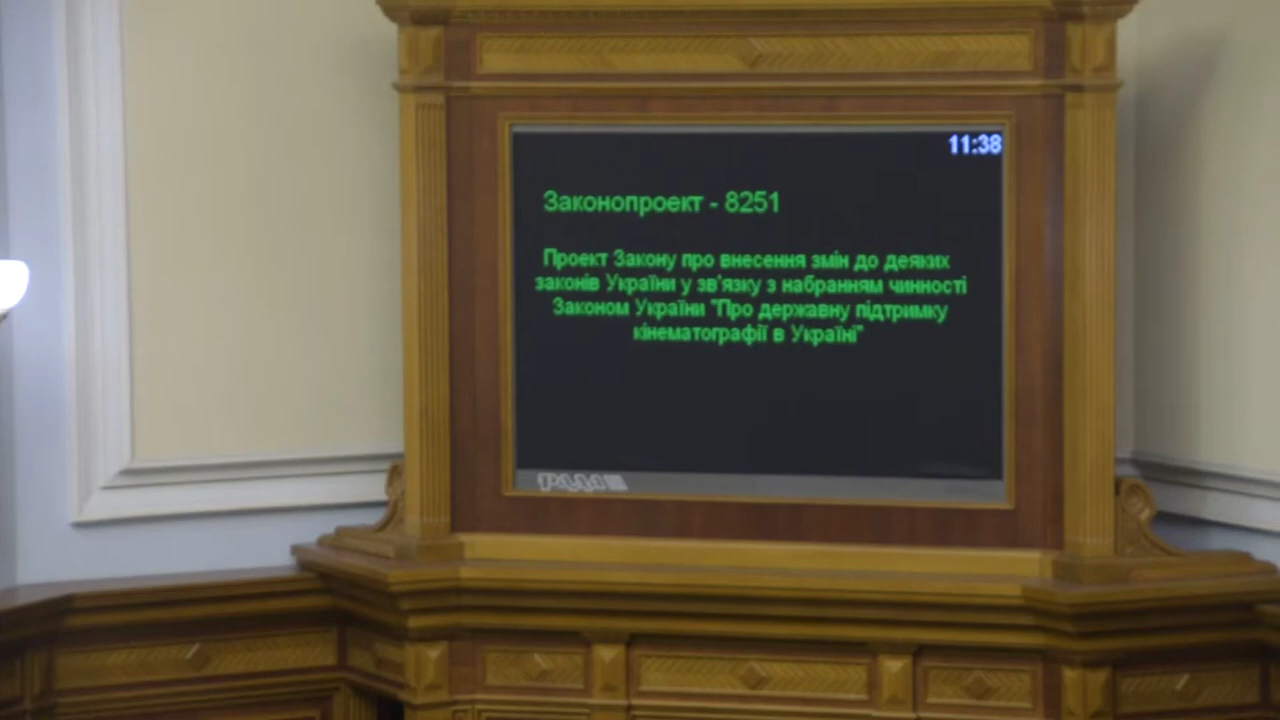 11:38
Законопроект - 8251
Проект Закону про внесення змін до деяких
законів України у зв'язку з набранням чинності
Законом України "Про державну підтримку
кінематографії в Україні"
РАДА